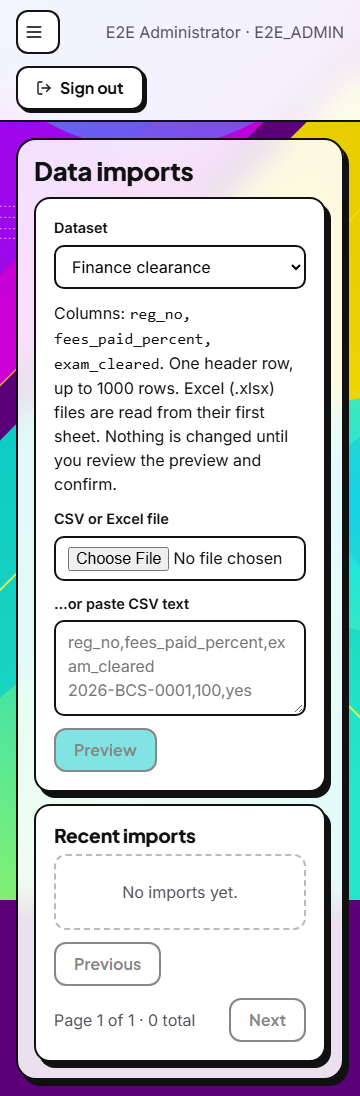 E2E Administrator · E2E_ADMIN
Sign out
Data imports
Dataset
Finance clearance
Columns: reg_no,
fees_paid_percent,
exam_cleared. One header row,
up to 1000 rows. Excel (.xlsx)
files are read from their first
sheet. Nothing is changed until
you review the preview and
confirm.
CSV or Excel file
Choose File No file chosen
...or paste CSV text
reg_no,fees_paid_percent,ex
am_cleared
2026-BCS-0001,100,yes
Preview
Recent imports
No imports yet.
Previous
Page 1 of 1 · 0 total
Next